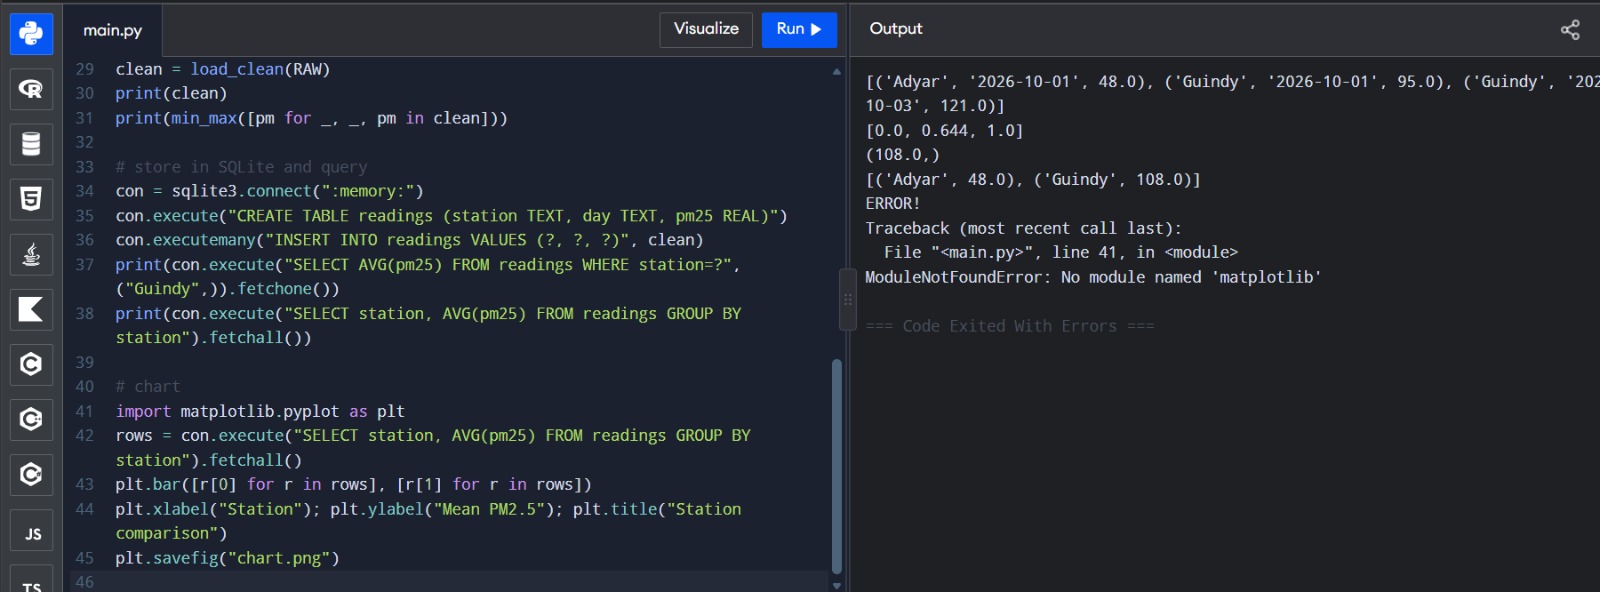 main.py
Visualize
Run
29 clean = load_clean(RAW)
30 print(clean)
31 print(min_max([pm for _, _, pm in clean]))
32
33 # store in SQLite and query
34 con = sqlite3.connect(":memory:")
35 con.execute("CREATE TABLE readings (station TEXT, day TEXT, pm25 REAL)")
36 con.executemany("INSERT INTO readings VALUES (?, ?, ?)", clean)
37 print(con.execute("SELECT AVG(pm25) FROM readings WHERE station=?",
("Guindy",)).fetchone())
38 print(con.execute("SELECT station, AVG(pm25) FROM readings GROUP BY
station").fetchall())
39
40 # chart
41 import matplotlib.pyplot as plt
42 rows = con.execute("SELECT station, AVG(pm25) FROM readings GROUP BY
station").fetchall()
43 plt.bar([r[0] for r in rows], [r[1] for r in rows])
44 plt.xlabel("Station"); plt.ylabel("Mean PM2.5"); plt.title("Station
comparison")
45 plt.savefig("chart.png")
46
JS
TS
Output
[('Adyar', '2026-10-01', 48.0), ('Guindy', '2026-10-01', 95.0), ('Guindy', '202
10-03', 121.0)]
[0.0, 0.644, 1.0]
(108.0,)
[('Adyar', 48.0), ('Guindy', 108.0)]
ERROR!
Traceback (most recent call last):
  File "<main.py>", line 41, in <module>
ModuleNotFoundError: No module named 'matplotlib'
=== Code Exited With Errors ===